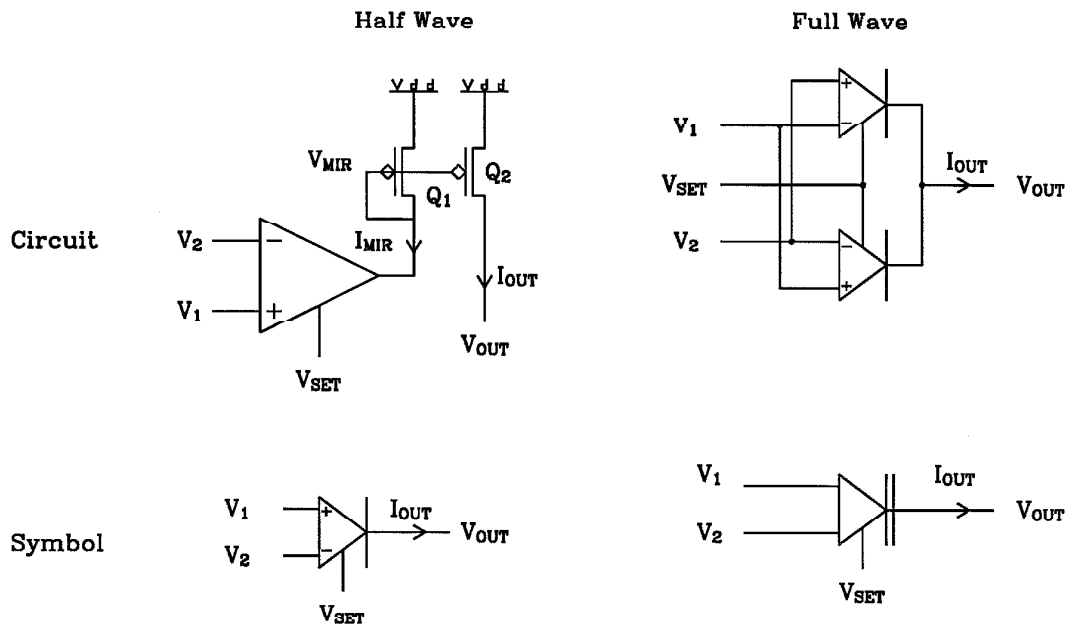 Half Wave
Full Wave
Circuit
Vdd
Vdd
VMIR
Q1
Q2
V2
−
IMIR
V1
+
IOUT
VSET
VOUT
V1
+
−
VSET
IOUT
VOUT
V2
−
+
Symbol
V1
+
IOUT
VOUT
V2
−
VSET
V1
V2
IOUT
VOUT
VSET